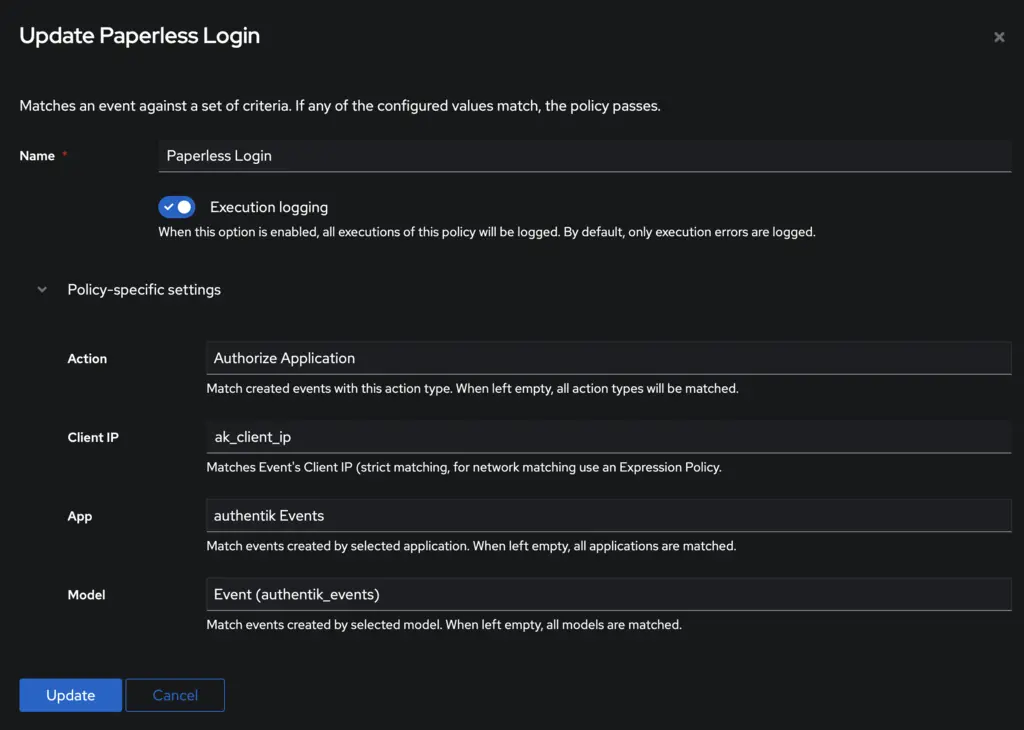 Update Paperless Login
Matches an event against a set of criteria. If any of the configured values match, the policy passes.
Name *
Paperless Login
Execution logging
When this option is enabled, all executions of this policy will be logged. By default, only execution errors are logged.
Policy-specific settings
Action
Authorize Application
Match created events with this action type. When left empty, all action types will be matched.
Client IP
ak_client_ip
Matches Event's Client IP (strict matching, for network matching use an Expression Policy.
App
authentik Events
Match events created by selected application. When left empty, all applications are matched.
Model
Event (authentik_events)
Match events created by selected model. When left empty, all models are matched.
Update
Cancel